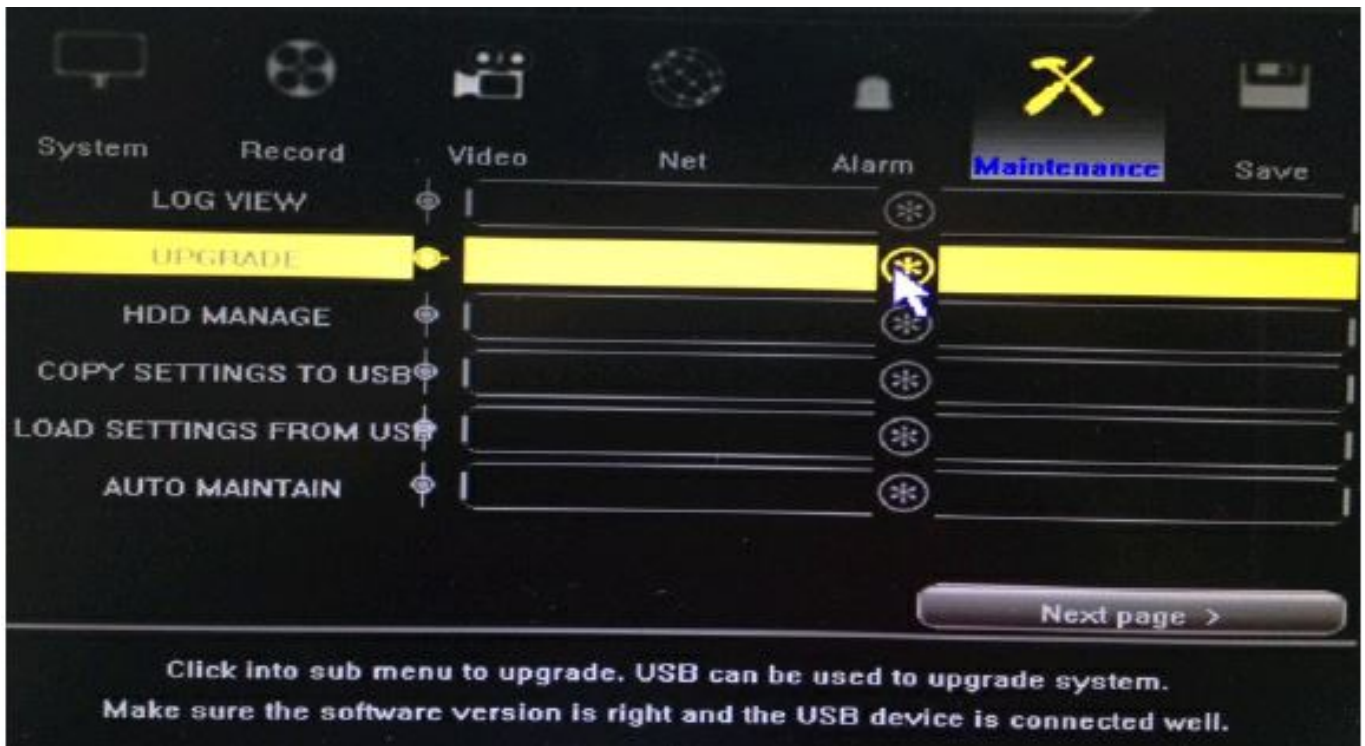 System Record Video Net Alarm Maintenance Save
LOG VIEW
UPGRADE
HDD MANAGE
COPY SETTINGS TO USB
LOAD SETTINGS FROM USB
AUTO MAINTAIN
Next page >
Click into sub menu to upgrade. USB can be used to upgrade system.
Make sure the software version is right and the USB device is connected well.